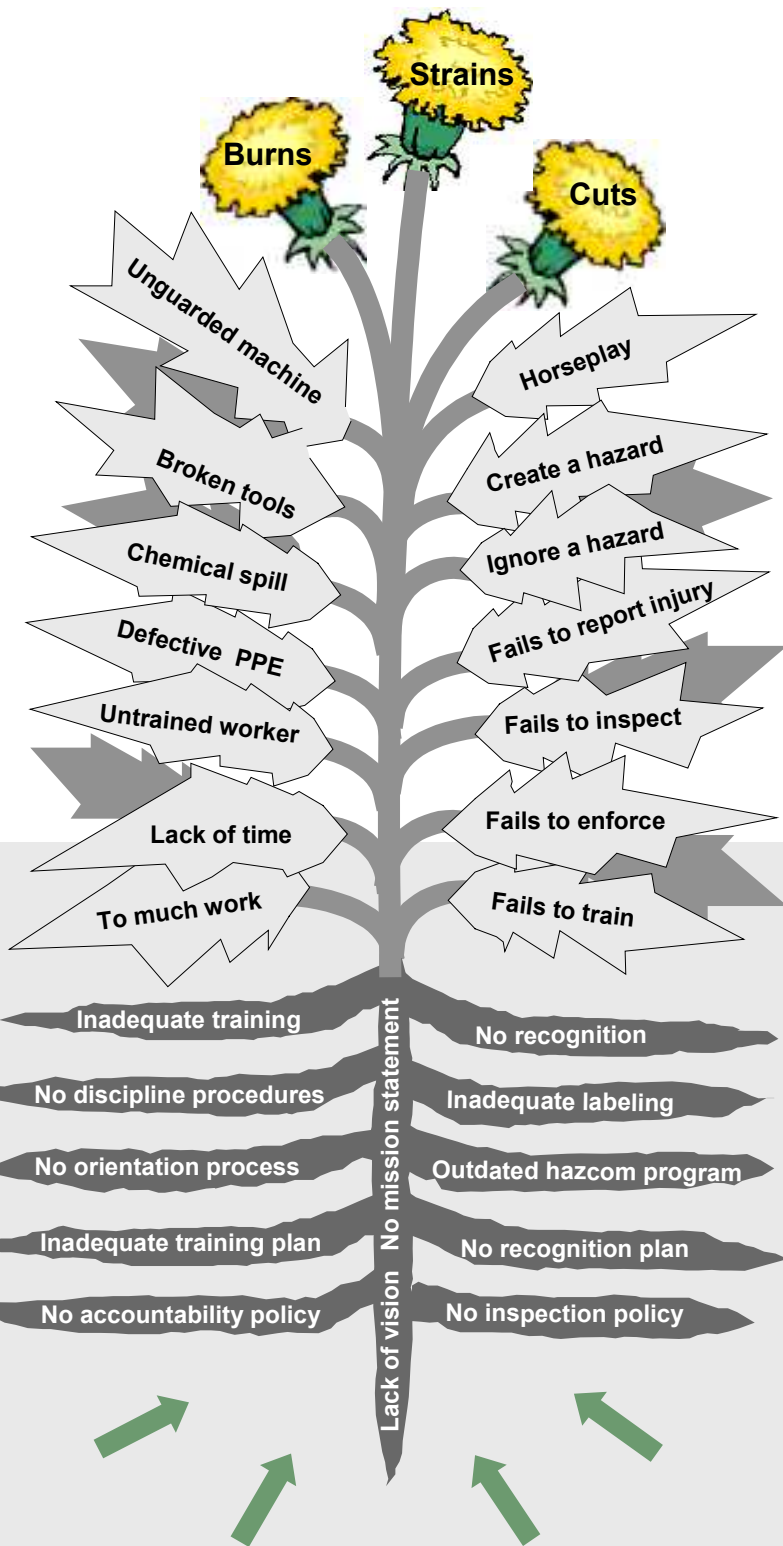 Strains
Burns
Cuts
Unguarded machine
Horseplay
Broken tools
Create a hazard
Chemical spill
Ignore a hazard
Defective PPE
Fails to report injury
Untrained worker
Fails to inspect
Lack of time
Fails to enforce
To much work
Fails to train
Inadequate training
No recognition
No discipline procedures
Inadequate labeling
No orientation process
Outdated hazcom program
Inadequate training plan
No recognition plan
No accountability policy
No inspection policy
Lack of vision No mission statement